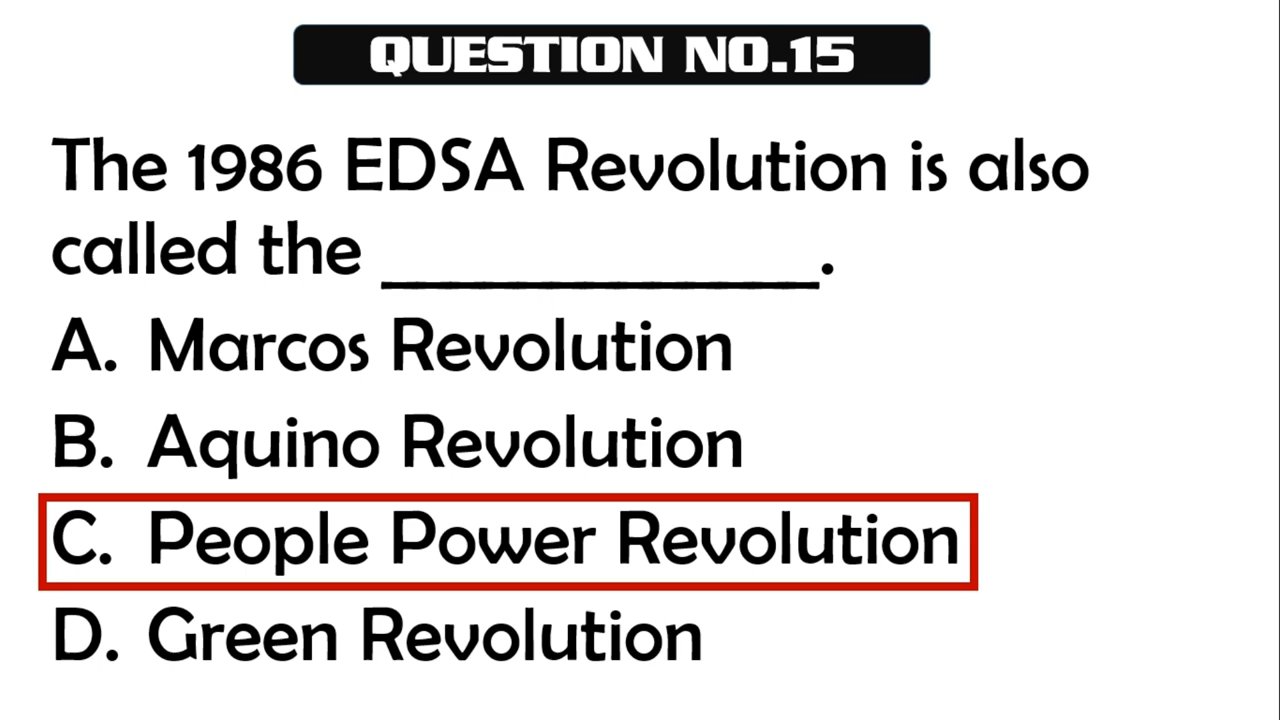 QUESTION NO.15
The 1986 EDSA Revolution is also
called the _____________.
A. Marcos Revolution
B. Aquino Revolution
C. People Power Revolution
D. Green Revolution